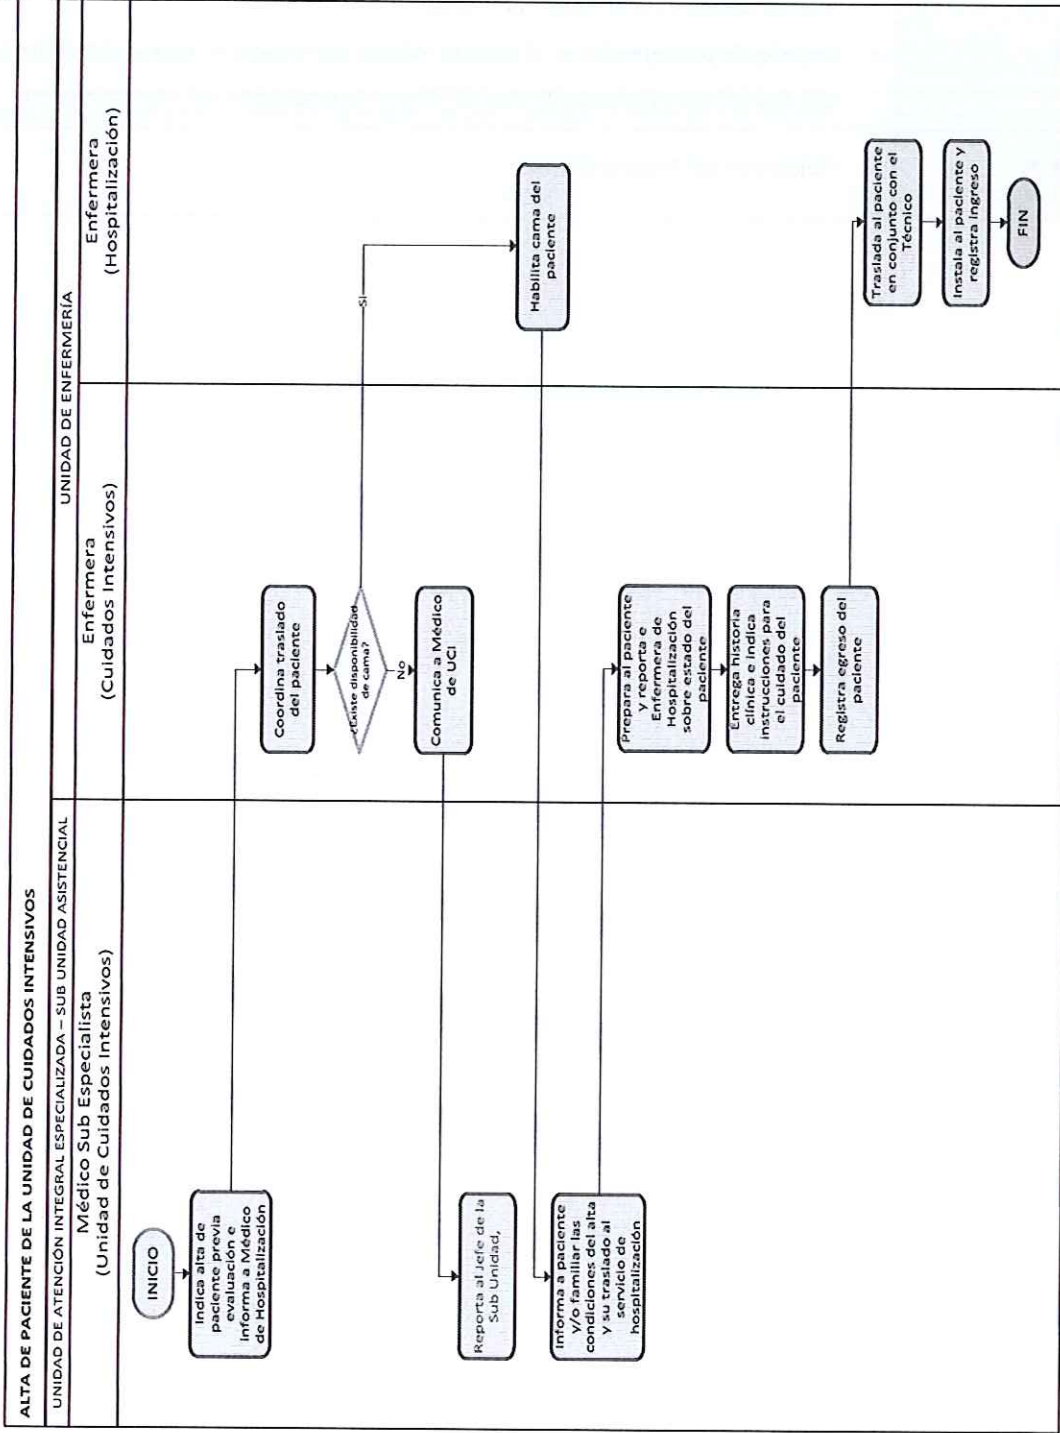 ALTA DE PACIENTE DE LA UNIDAD DE CUIDADOS INTENSIVOS
UNIDAD DE ATENCIÓN INTEGRAL ESPECIALIZADA – SUB UNIDAD ASISTENCIAL
UNIDAD DE ENFERMERÍA
Médico Sub Especialista
(Unidad de Cuidados Intensivos)
Enfermera
(Cuidados Intensivos)
Enfermera
(Hospitalización)
INICIO
Indica alta de
paciente previa
evaluación e
informa a Médico
de Hospitalización
Coordina traslado
del paciente
¿Existe disponibilidad
de cama?
SI
No
Comunica a Médico
de UCI
Reporta al Jefe de la
Sub Unidad,
Habilita cama del
paciente
Informa a paciente
y/o familiar las
condiciones del alta
y su traslado al
servicio de
hospitalización
Prepara al paciente
y reporta e
Enfermera de
Hospitalización
sobre estado del
paciente
Entrega historia
clínica e indica
instrucciones para
el cuidado del
paciente
Registra egreso del
paciente
Traslada al paciente
en conjunto con el
Técnico
Instala al paciente y
registra ingreso
FIN